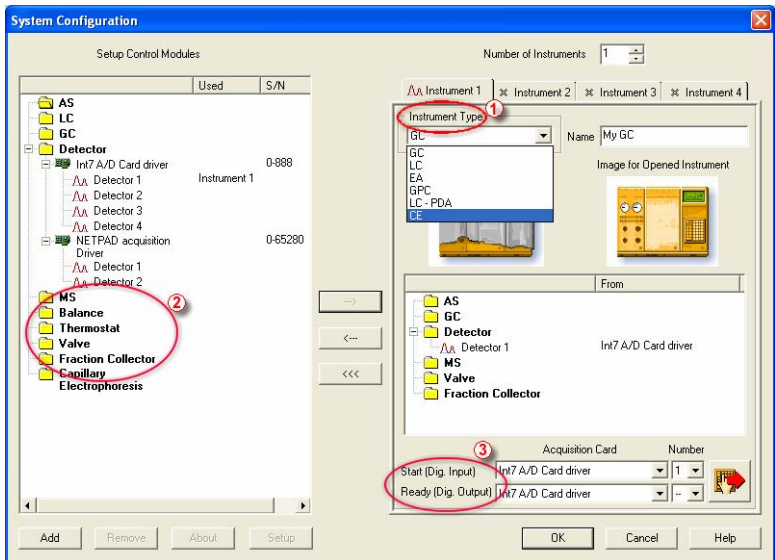 System Configuration
Setup Control Modules
Number of Instruments 1
Used S/N
AS
LC
GC
Detector
Int7 A/D Card driver 0-888
Detector 1 Instrument 1
Detector 2
Detector 3
Detector 4
NETPAD acquisition 0-65280
Driver
Detector 1
Detector 2
MS
Balance
Thermostat
Valve
Fraction Collector
Capillary
Electrophoresis
2
--->
<---
<<<
Instrument 1 Instrument 2 Instrument 3 Instrument 4
1
Instrument Type
GC
Name My GC
GC
LC
EA
GPC
LC - PDA
CE
Image for Opened Instrument
From
AS
GC
Detector
Detector 1 Int7 A/D Card driver
MS
Valve
Fraction Collector
3
Acquisition Card Number
Start (Dig. Input) Int7 A/D Card driver 1
Ready (Dig. Output) Int7 A/D Card driver --
Add Remove About Setup OK Cancel Help